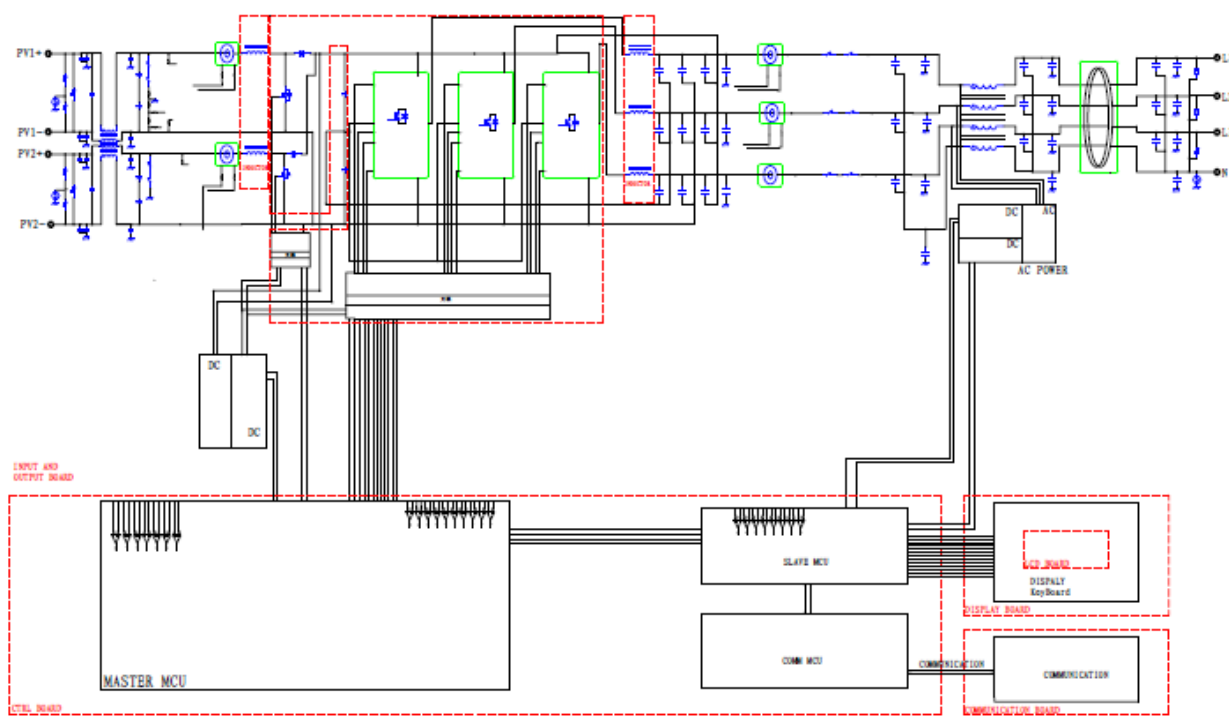 PV1+
PV1-
PV2+
PV2-
L
L
L
N
DC
AC
DC
AC POWER
DC
DC
INPUT AND
OUTPUT BOARD
MASTER MCU
CTRL BOARD
SLAVE MCU
COMM MCU
LCD BOARD
DISPALY
KeyBoard
DISPLAY BOARD
COMMUNICATION
COMMUNICATION
COMMUNICATION BOARD